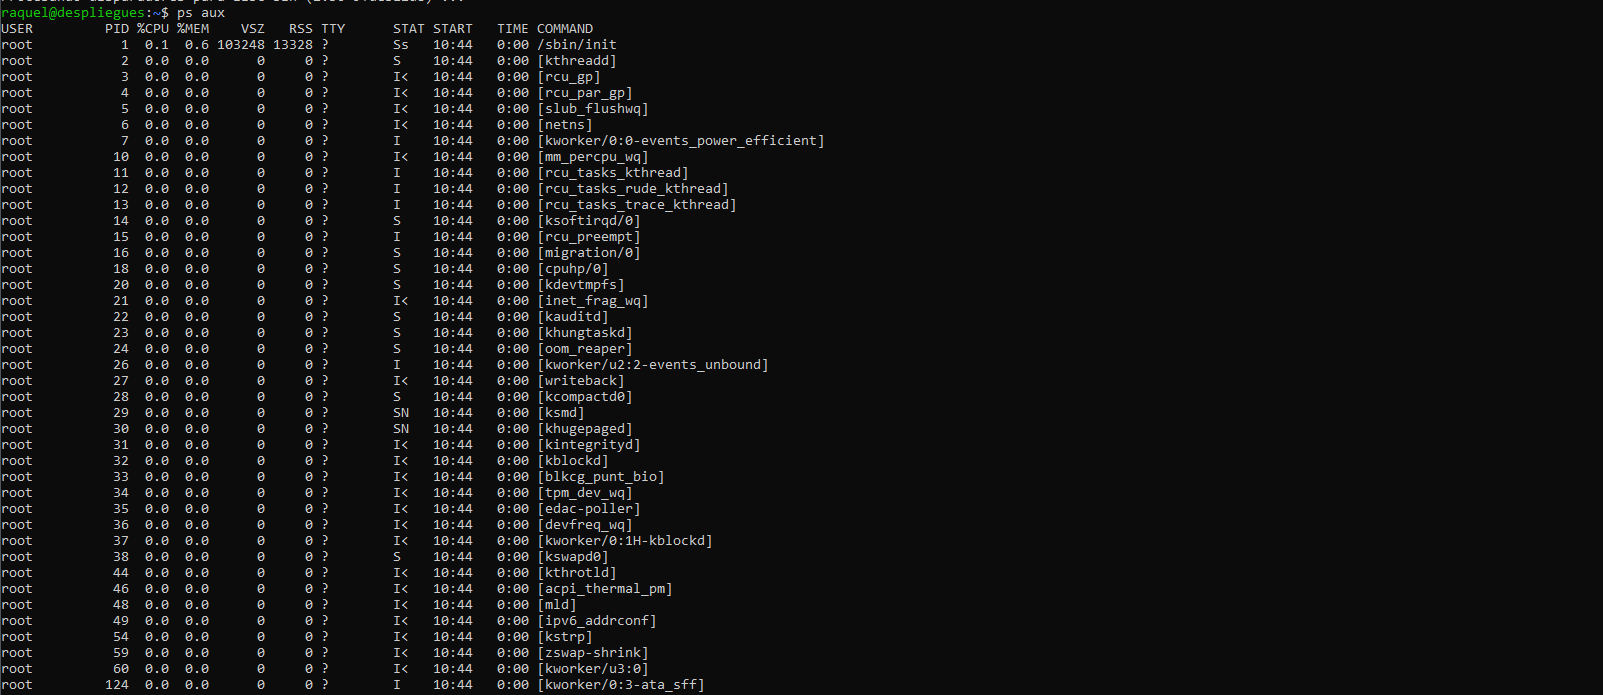 raquel@despliegues:~$ ps aux
USER         PID %CPU %MEM    VSZ   RSS TTY      STAT START   TIME COMMAND
root           1  0.1  0.6 103248 13328 ?        Ss   10:44   0:00 /sbin/init
root           2  0.0  0.0      0     0 ?        S    10:44   0:00 [kthreadd]
root           3  0.0  0.0      0     0 ?        I<   10:44   0:00 [rcu_gp]
root           4  0.0  0.0      0     0 ?        I<   10:44   0:00 [rcu_par_gp]
root           5  0.0  0.0      0     0 ?        I<   10:44   0:00 [slub_flushwq]
root           6  0.0  0.0      0     0 ?        I<   10:44   0:00 [netns]
root           7  0.0  0.0      0     0 ?        I    10:44   0:00 [kworker/0:0-events_power_efficient]
root          10  0.0  0.0      0     0 ?        I<   10:44   0:00 [mm_percpu_wq]
root          11  0.0  0.0      0     0 ?        I    10:44   0:00 [rcu_tasks_kthread]
root          12  0.0  0.0      0     0 ?        I    10:44   0:00 [rcu_tasks_rude_kthread]
root          13  0.0  0.0      0     0 ?        I    10:44   0:00 [rcu_tasks_trace_kthread]
root          14  0.0  0.0      0     0 ?        S    10:44   0:00 [ksoftirqd/0]
root          15  0.0  0.0      0     0 ?        I    10:44   0:00 [rcu_preempt]
root          16  0.0  0.0      0     0 ?        S    10:44   0:00 [migration/0]
root          18  0.0  0.0      0     0 ?        S    10:44   0:00 [cpuhp/0]
root          20  0.0  0.0      0     0 ?        S    10:44   0:00 [kdevtmpfs]
root          21  0.0  0.0      0     0 ?        I<   10:44   0:00 [inet_frag_wq]
root          22  0.0  0.0      0     0 ?        S    10:44   0:00 [kauditd]
root          23  0.0  0.0      0     0 ?        S    10:44   0:00 [khungtaskd]
root          24  0.0  0.0      0     0 ?        S    10:44   0:00 [oom_reaper]
root          26  0.0  0.0      0     0 ?        I    10:44   0:00 [kworker/u2:2-events_unbound]
root          27  0.0  0.0      0     0 ?        I<   10:44   0:00 [writeback]
root          28  0.0  0.0      0     0 ?        S    10:44   0:00 [kcompactd0]
root          29  0.0  0.0      0     0 ?        SN   10:44   0:00 [ksmd]
root          30  0.0  0.0      0     0 ?        SN   10:44   0:00 [khugepaged]
root          31  0.0  0.0      0     0 ?        I<   10:44   0:00 [kintegrityd]
root          32  0.0  0.0      0     0 ?        I<   10:44   0:00 [kblockd]
root          33  0.0  0.0      0     0 ?        I<   10:44   0:00 [blkcg_punt_bio]
root          34  0.0  0.0      0     0 ?        I<   10:44   0:00 [tpm_dev_wq]
root          35  0.0  0.0      0     0 ?        I<   10:44   0:00 [edac-poller]
root          36  0.0  0.0      0     0 ?        I<   10:44   0:00 [devfreq_wq]
root          37  0.0  0.0      0     0 ?        I<   10:44   0:00 [kworker/0:1H-kblockd]
root          38  0.0  0.0      0     0 ?        S    10:44   0:00 [kswapd0]
root          44  0.0  0.0      0     0 ?        I<   10:44   0:00 [kthrotld]
root          46  0.0  0.0      0     0 ?        I<   10:44   0:00 [acpi_thermal_pm]
root          48  0.0  0.0      0     0 ?        I<   10:44   0:00 [mld]
root          49  0.0  0.0      0     0 ?        I<   10:44   0:00 [ipv6_addrconf]
root          54  0.0  0.0      0     0 ?        I<   10:44   0:00 [kstrp]
root          59  0.0  0.0      0     0 ?        I<   10:44   0:00 [zswap-shrink]
root          60  0.0  0.0      0     0 ?        I<   10:44   0:00 [kworker/u3:0]
root         124  0.0  0.0      0     0 ?        I    10:44   0:00 [kworker/0:3-ata_sff]